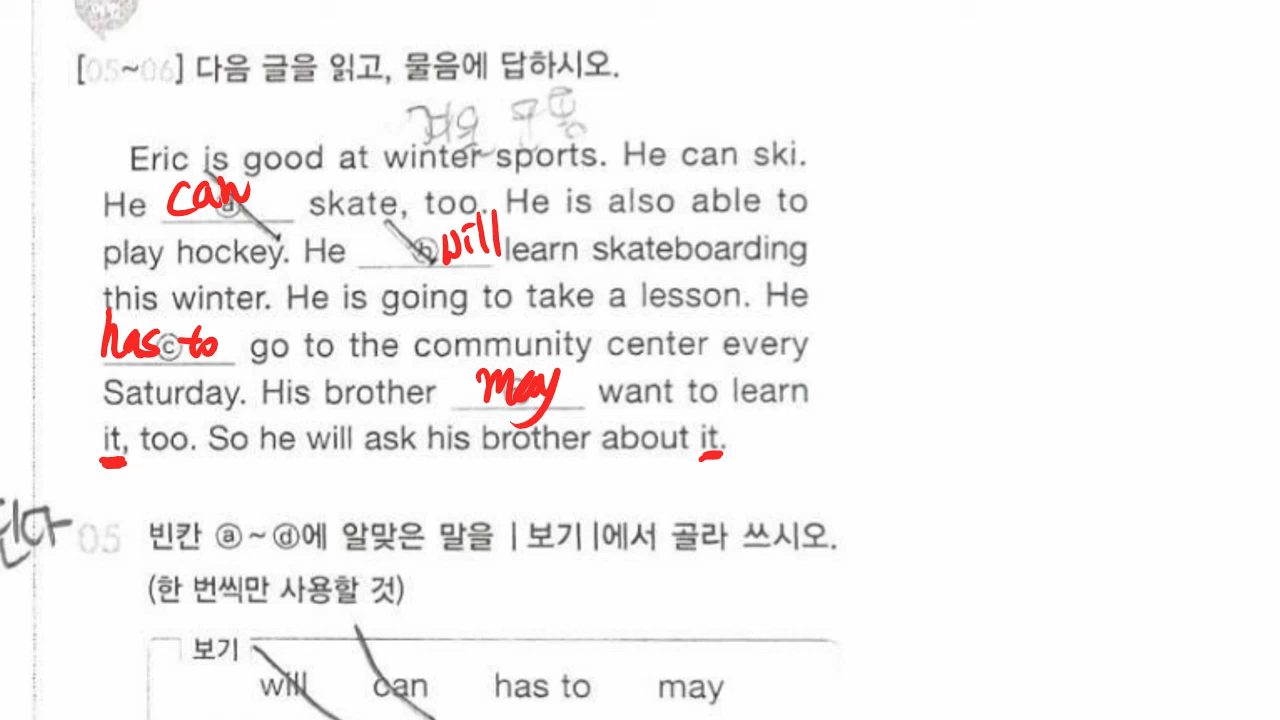 [05~06] 다음 글을 읽고, 물음에 답하시오.
겨울
Eric is good at winter sports. He can ski.
He can ⓐ skate, too. He is also able to
play hockey. He ⓑ will learn skateboarding
this winter. He is going to take a lesson. He
has to ⓒ go to the community center every
Saturday. His brother may want to learn
it, too. So he will ask his brother about it.
05 빈칸 ⓐ~ⓓ에 알맞은 말을 |보기|에서 골라 쓰시오.
(한 번씩만 사용할 것)
보기
will can has to may